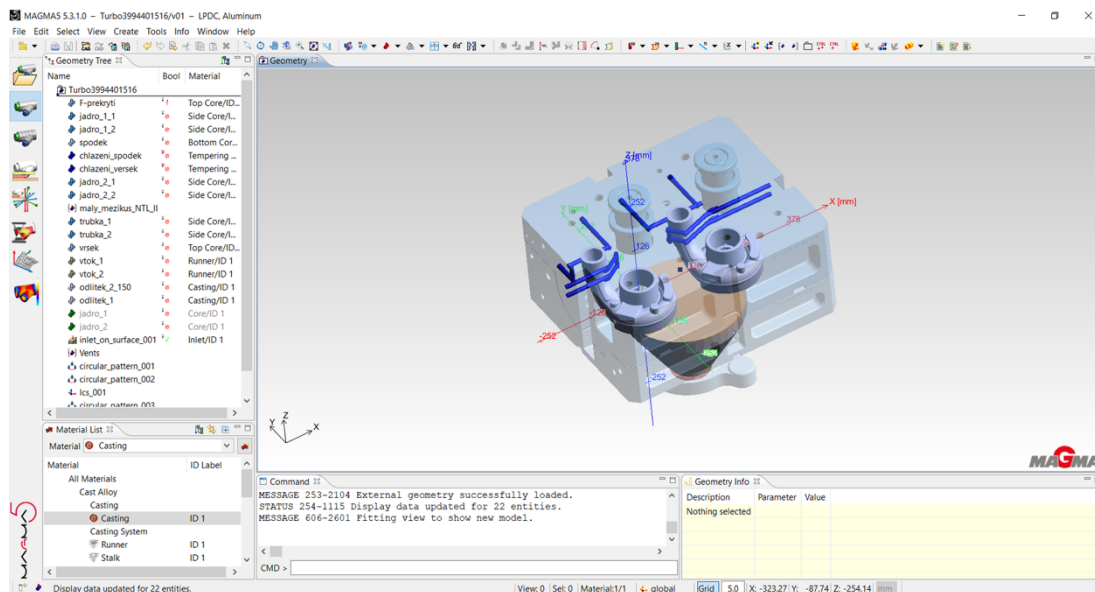 MAGMA5 5.3.1.0 – Turbo3994401516/v01 – LPDC, Aluminum
File Edit Select View Create Tools Info Window Help
Geometry Tree
Name Bool Material
Turbo3994401516
F-prekryti Top Core/ID...
jadro_1_1 Side Core/I...
jadro_1_2 Side Core/I...
spodek Bottom Cor...
chlazeni_spodek Tempering ...
chlazeni_versek Tempering ...
jadro_2_1 Side Core/I...
jadro_2_2 Side Core/I...
maly_mezikus_NTL_II
trubka_1 Side Core/I...
trubka_2 Side Core/I...
vrsek Top Core/ID...
vtok_1 Runner/ID 1
vtok_2 Runner/ID 1
odlitek_2_150 Casting/ID 1
odlitek_1 Casting/ID 1
jadro_1 Core/ID 1
jadro_2 Core/ID 1
inlet_on_surface_001 Inlet/ID 1
Vents
circular_pattern_001
circular_pattern_002
lcs_001
circular_pattern_003
Geometry
Z [mm]
378
252
126
Y [mm]
X [mm]
378
-126
-252
-126
-252
X
Y
Z
MAGMA
Material List
Material Casting
Material ID Label
All Materials
Cast Alloy
Casting
Casting ID 1
Casting System
Runner ID 1
Stalk ID 1
Command
MESSAGE 253-2104 External geometry successfully loaded.
STATUS 254-1115 Display data updated for 22 entities.
MESSAGE 606-2601 Fitting view to show new model.
CMD >
Geometry Info
Description Parameter Value
Nothing selected
Display data updated for 22 entities.
View: 0 Sel: 0 Material:1/1 global Grid 5.0 X: -323.27 Y: -87.74 Z: -254.14 mm